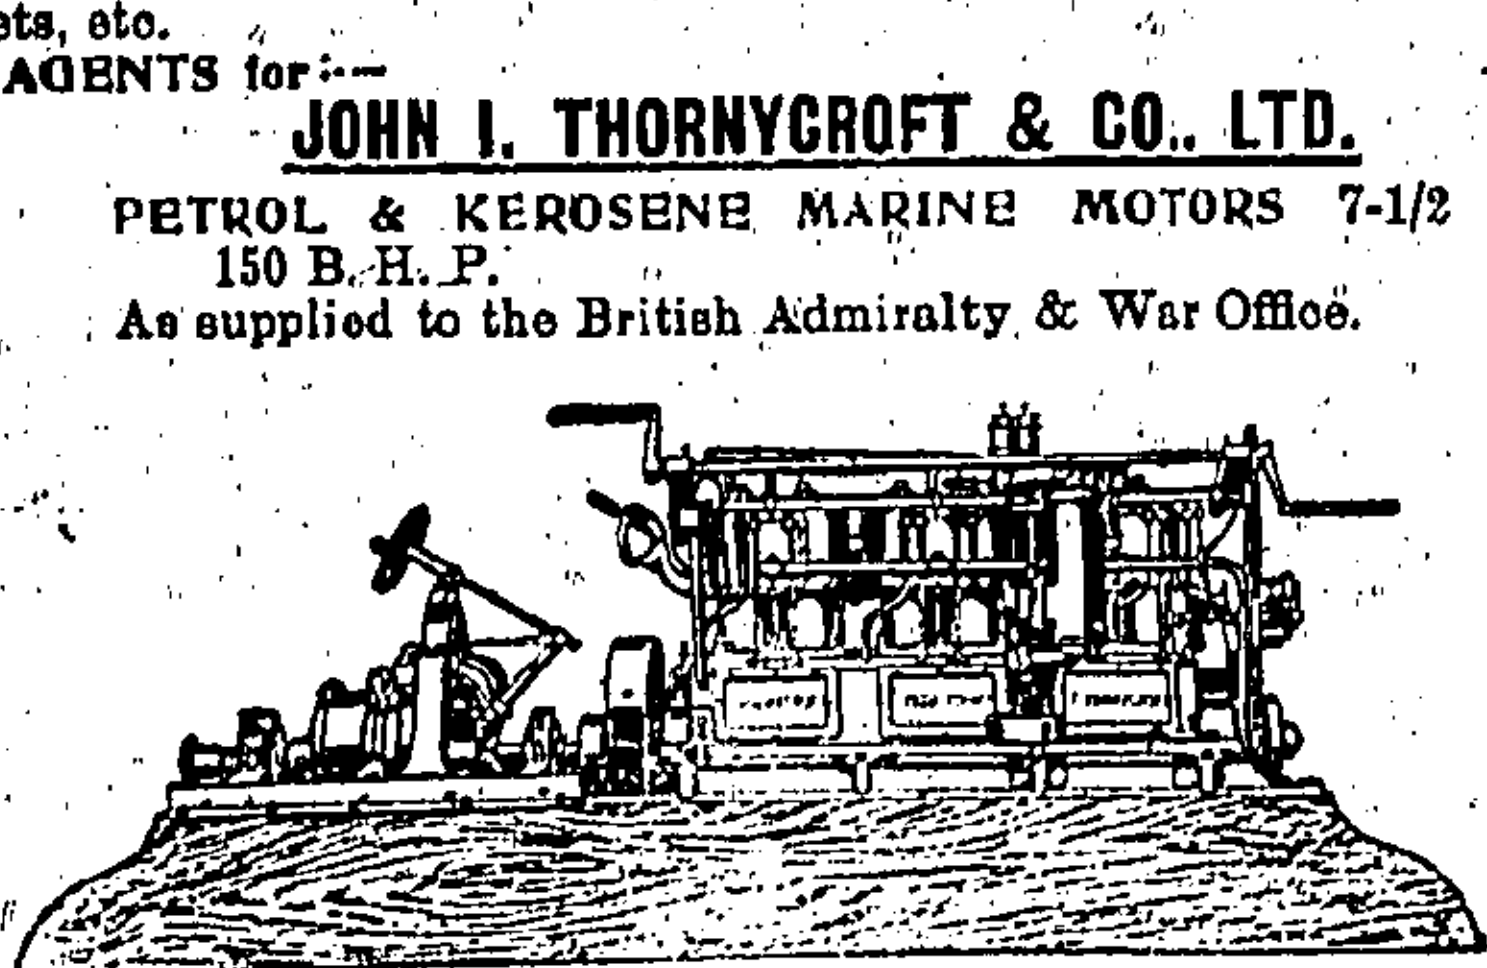 etc.
AGENTS for:—
JOHN I. THORNYCROFT & CO., LTD.
PETROL & KEROSENE MARINE MOTORS 7-1/2
150 B. H. P.
As supplied to the British Admiralty & War Office.